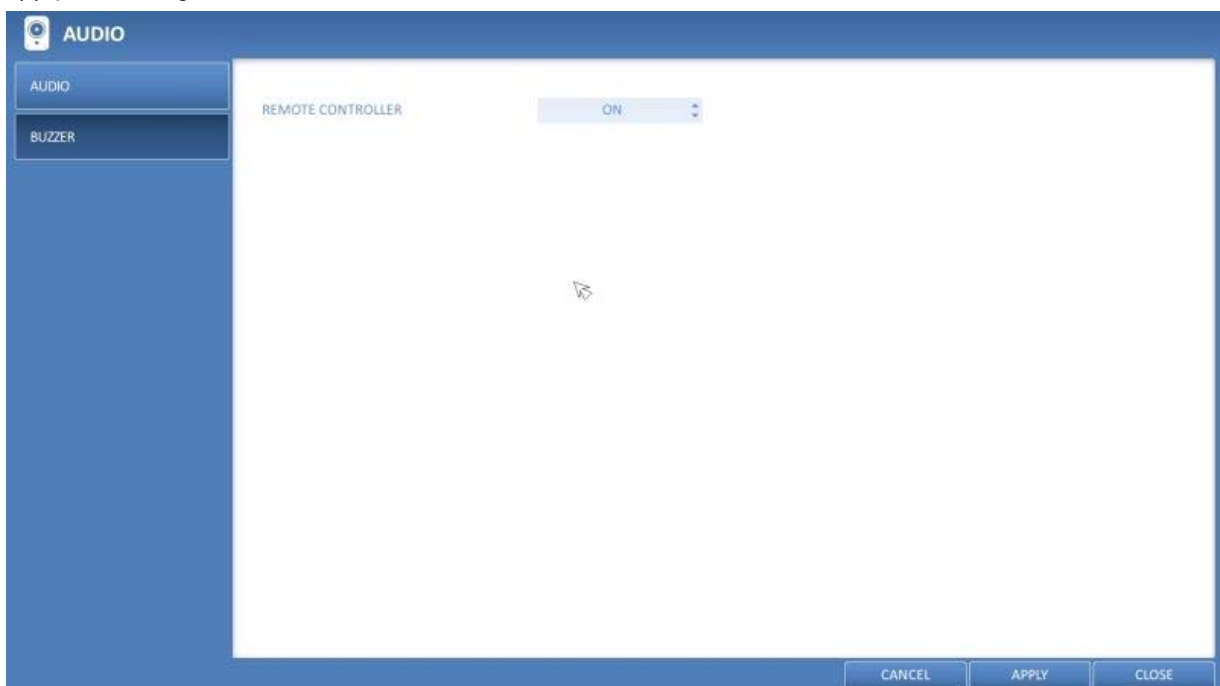 AUDIO
AUDIO
BUZZER
REMOTE CONTROLLER ON
CANCEL APPLY CLOSE